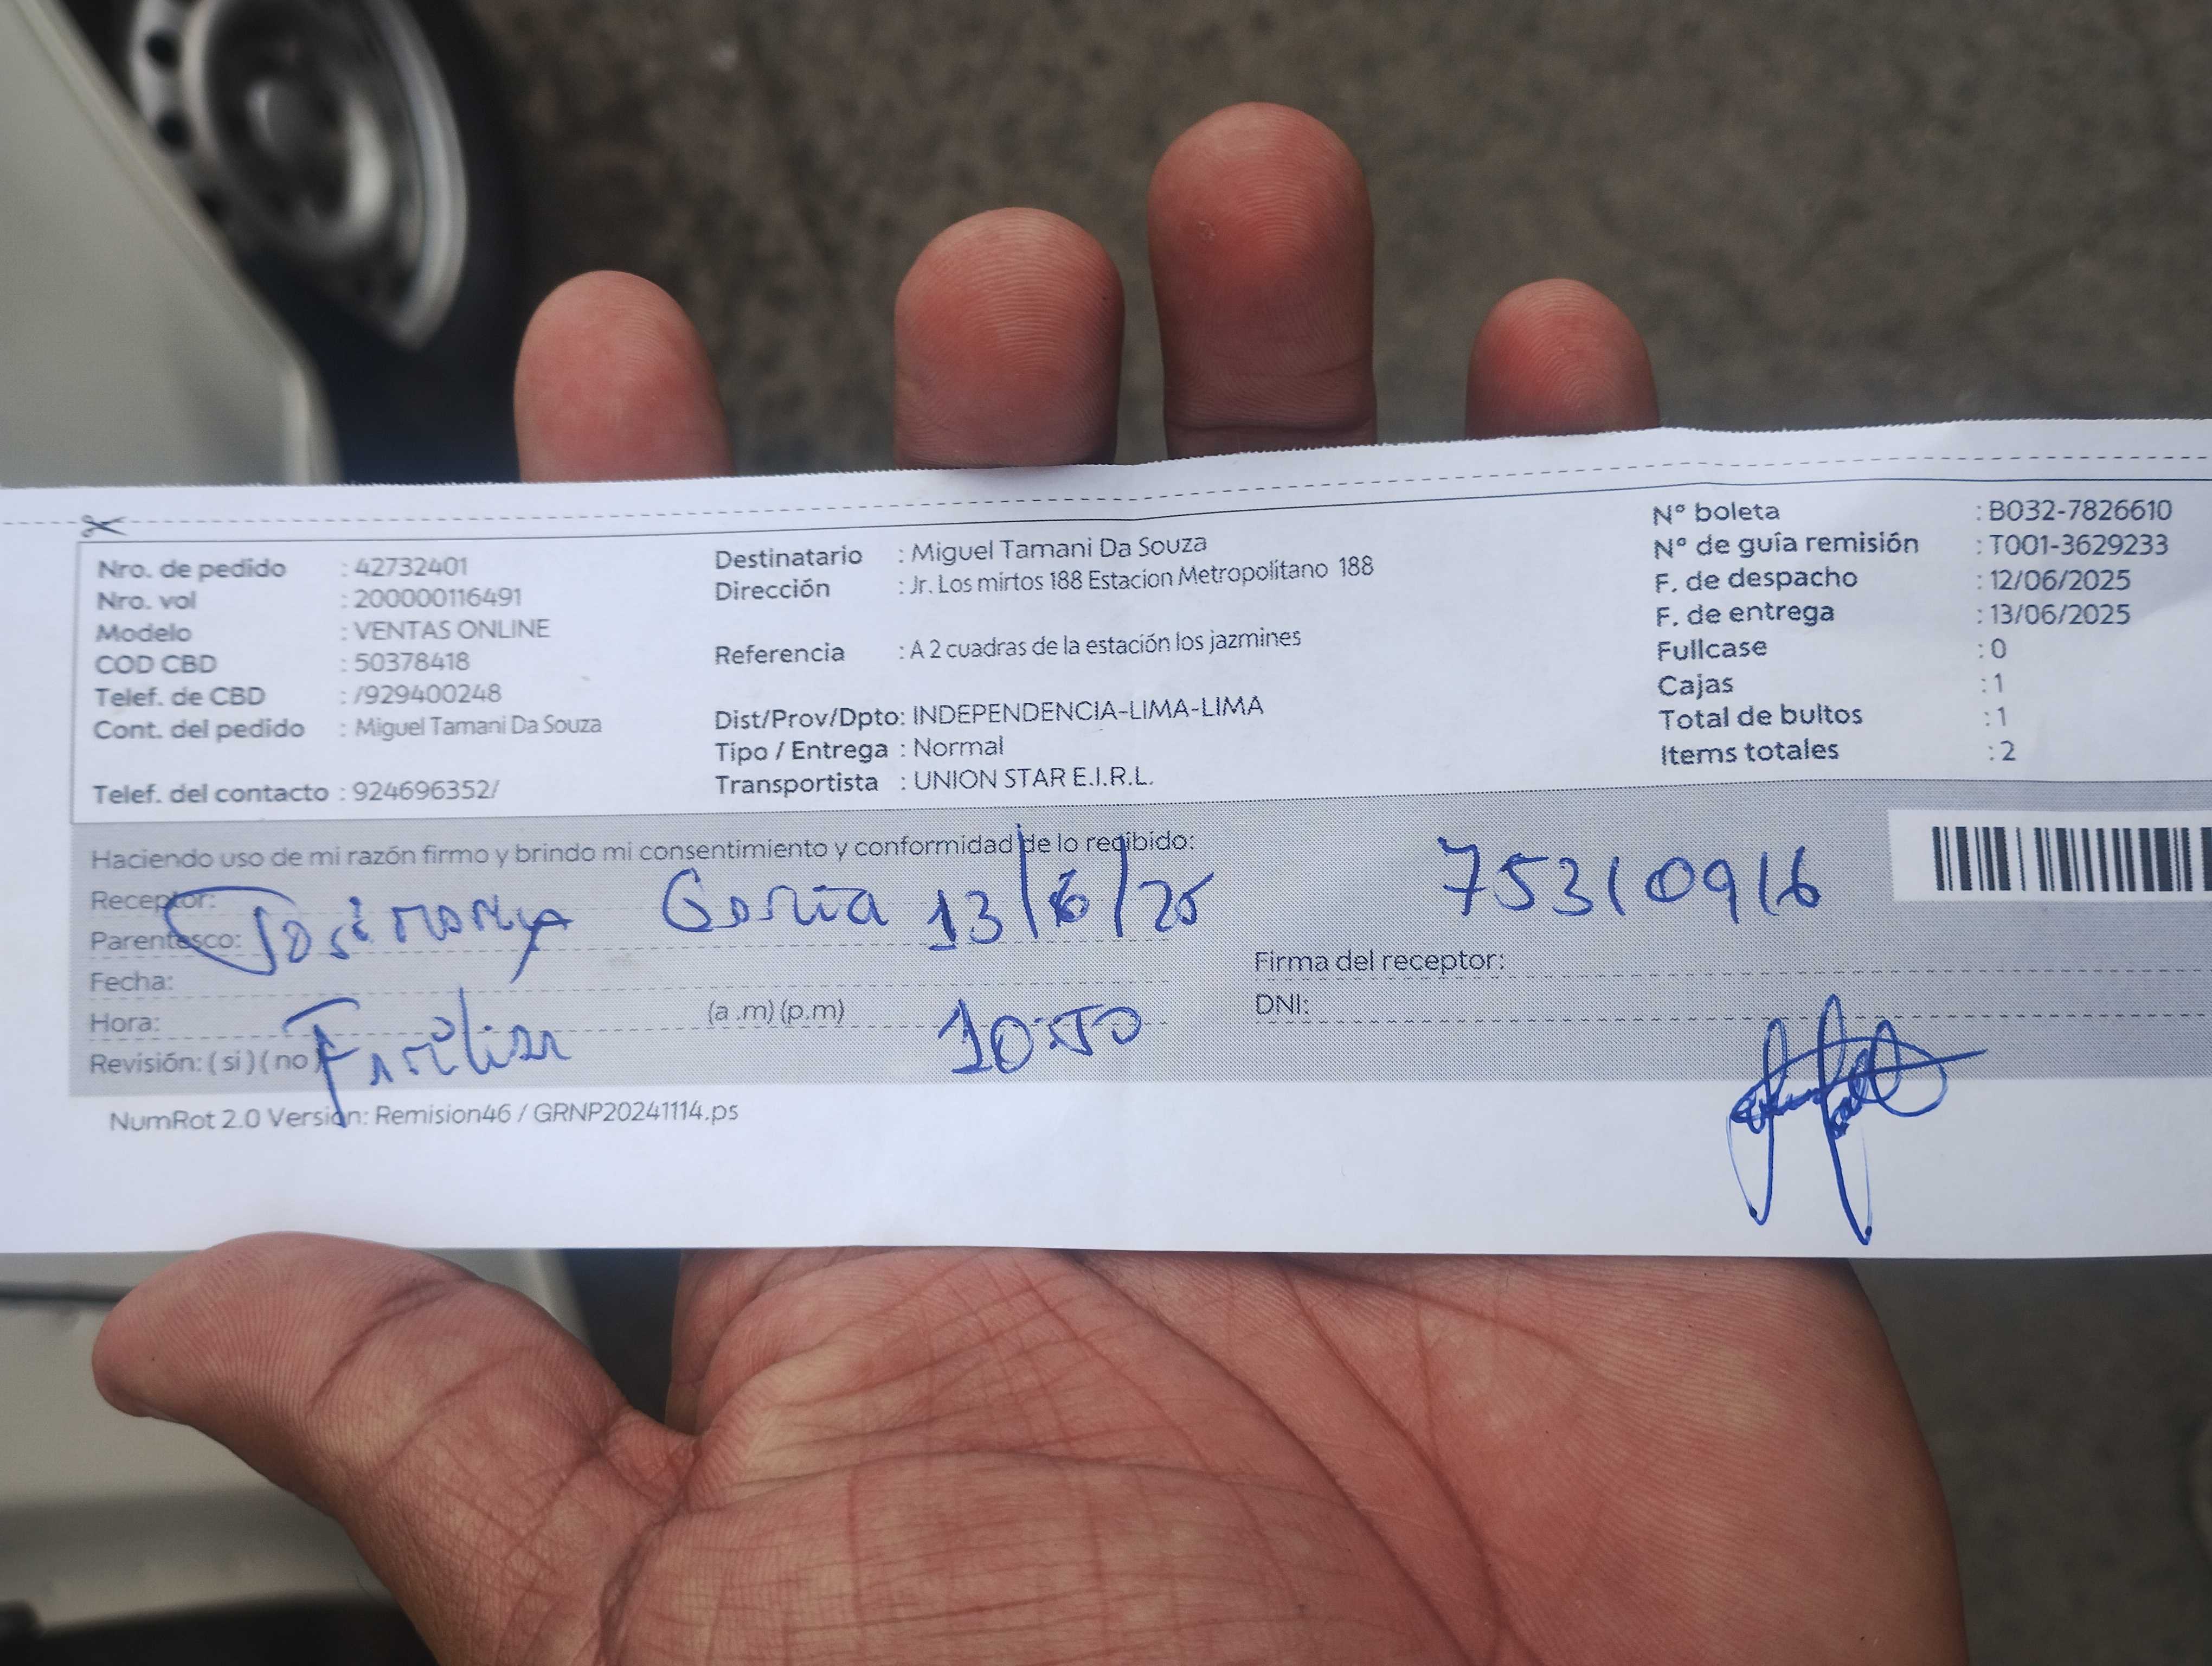 Nro. de pedido : 42732401
Nro. vol : 200000116491
Modelo : VENTAS ONLINE
COD CBD : 50378418
Telef. de CBD : /929400248
Cont. del pedido : Miguel Tamani Da Souza
Telef. del contacto : 924696352/
Destinatario : Miguel Tamani Da Souza
Dirección : Jr. Los mirtos 188 Estacion Metropolitano 188
Referencia : A 2 cuadras de la estación los jazmines
Dist/Prov/Dpto: INDEPENDENCIA-LIMA-LIMA
Tipo / Entrega : Normal
Transportista : UNION STAR E.I.R.L.
N° boleta : B032-7826610
N° de guía remisión : T001-3629233
F. de despacho : 12/06/2025
F. de entrega : 13/06/2025
Fullcase : 0
Cajas : 1
Total de bultos : 1
Items totales : 2
Haciendo uso de mi razón firmo y brindo mi consentimiento y conformidad de lo recibido:
Receptor:
13/6/25
75310916
Parentesco:
Fecha:
Hora: (a .m) (p.m) 10:50
Revisión: ( si ) ( no )
Firma del receptor:
DNI:
NumRot 2.0 Version: Remision46 / GRNP20241114.ps